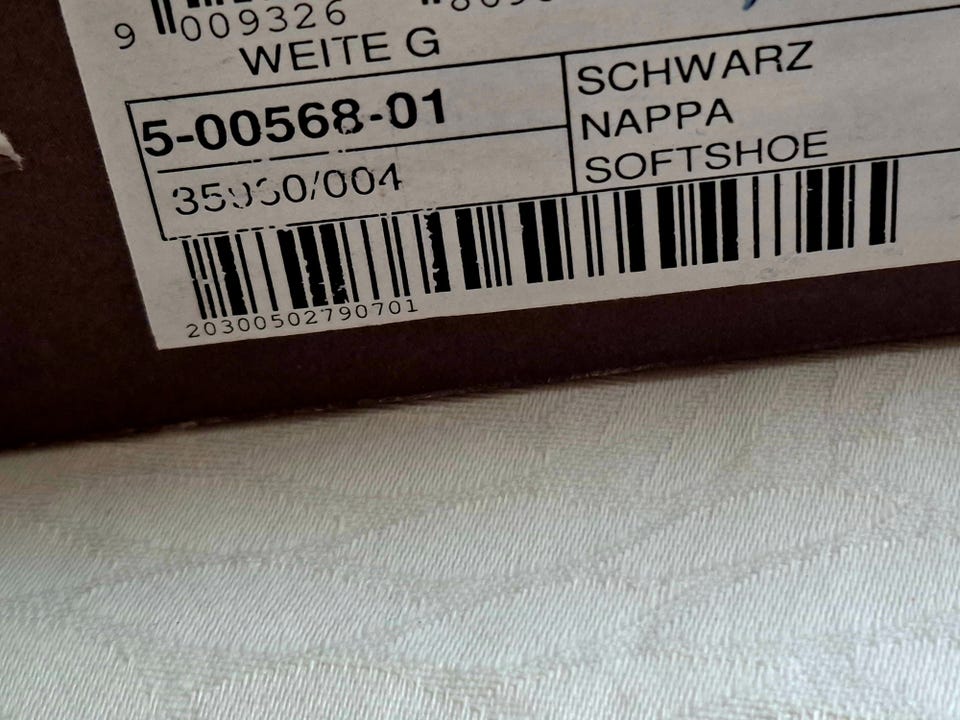 9 009326
WEITE G
5-00568-01
SCHWARZ
NAPPA
SOFTSHOE
20300502790701